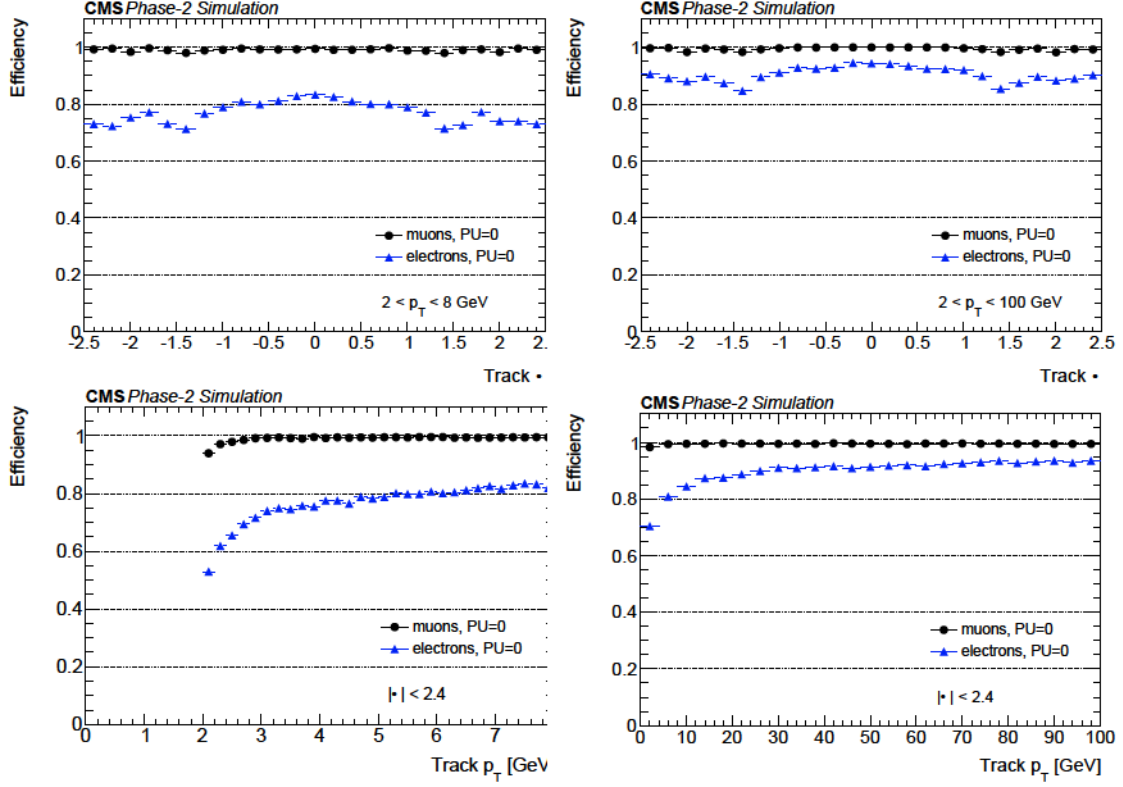 CMS Phase-2 Simulation
Efficiency
1
0.8
0.6
0.4
0.2
0
muons, PU=0
electrons, PU=0
2 < pT < 8 GeV
-2.5 -2 -1.5 -1 -0.5 0 0.5 1 1.5 2 2.
Track •
CMS Phase-2 Simulation
Efficiency
1
0.8
0.6
0.4
0.2
0
muons, PU=0
electrons, PU=0
2 < pT < 100 GeV
-2.5 -2 -1.5 -1 -0.5 0 0.5 1 1.5 2 2.5
Track •
CMS Phase-2 Simulation
Efficiency
1
0.8
0.6
0.4
0.2
0
muons, PU=0
electrons, PU=0
|• | < 2.4
0 1 2 3 4 5 6 7
Track pT [GeV
CMS Phase-2 Simulation
Efficiency
1
0.8
0.6
0.4
0.2
0
muons, PU=0
electrons, PU=0
|• | < 2.4
0 10 20 30 40 50 60 70 80 90 100
Track pT [GeV]